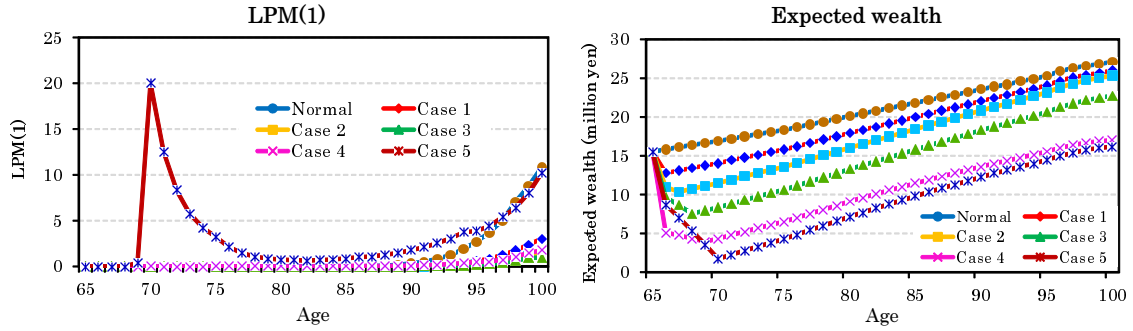 LPM(1)
25
20
15
10
5
0
LPM(1)
Normal
Case 1
Case 2
Case 3
Case 4
Case 5
65
70
75
80
85
90
95
100
Age
Expected wealth
30
25
20
15
10
5
0
Expected wealth (million yen)
Normal
Case 1
Case 2
Case 3
Case 4
Case 5
65
70
75
80
85
90
95
100
Age